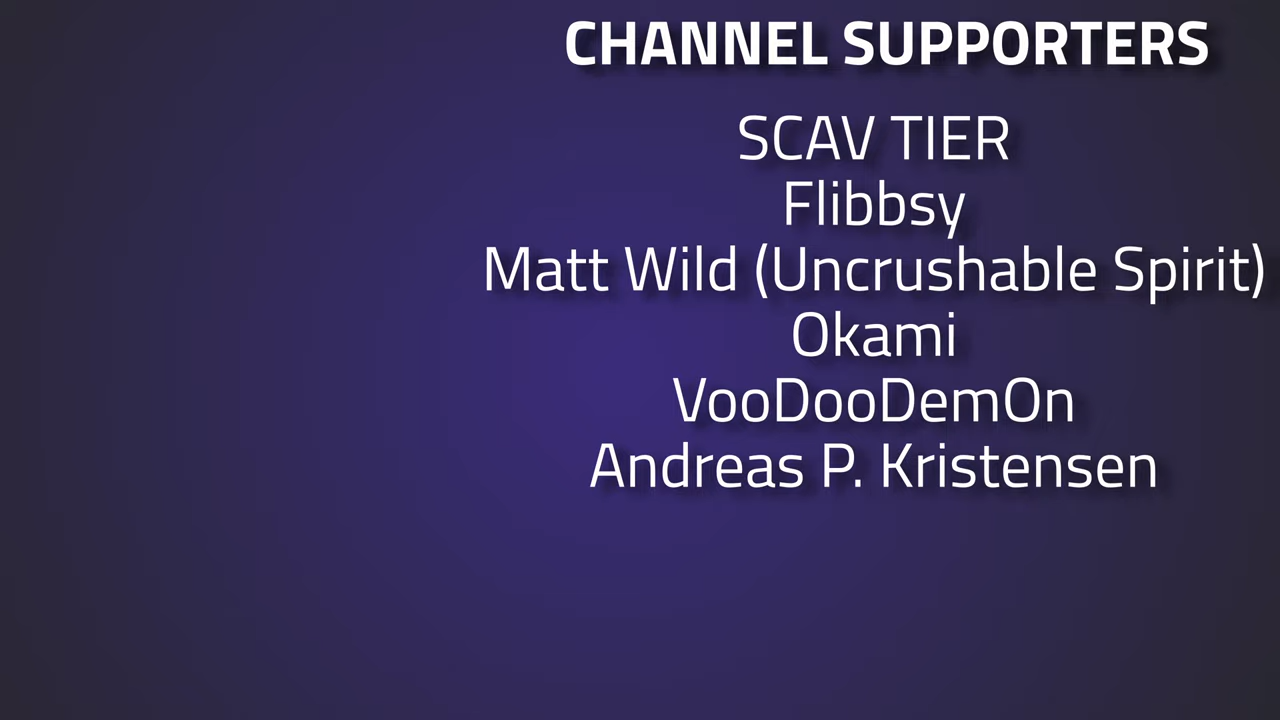 CHANNEL SUPPORTERS
SCAV TIER
Flibbsy
Matt Wild (Uncrushable Spirit)
Okami
VooDooDemOn
Andreas P. Kristensen